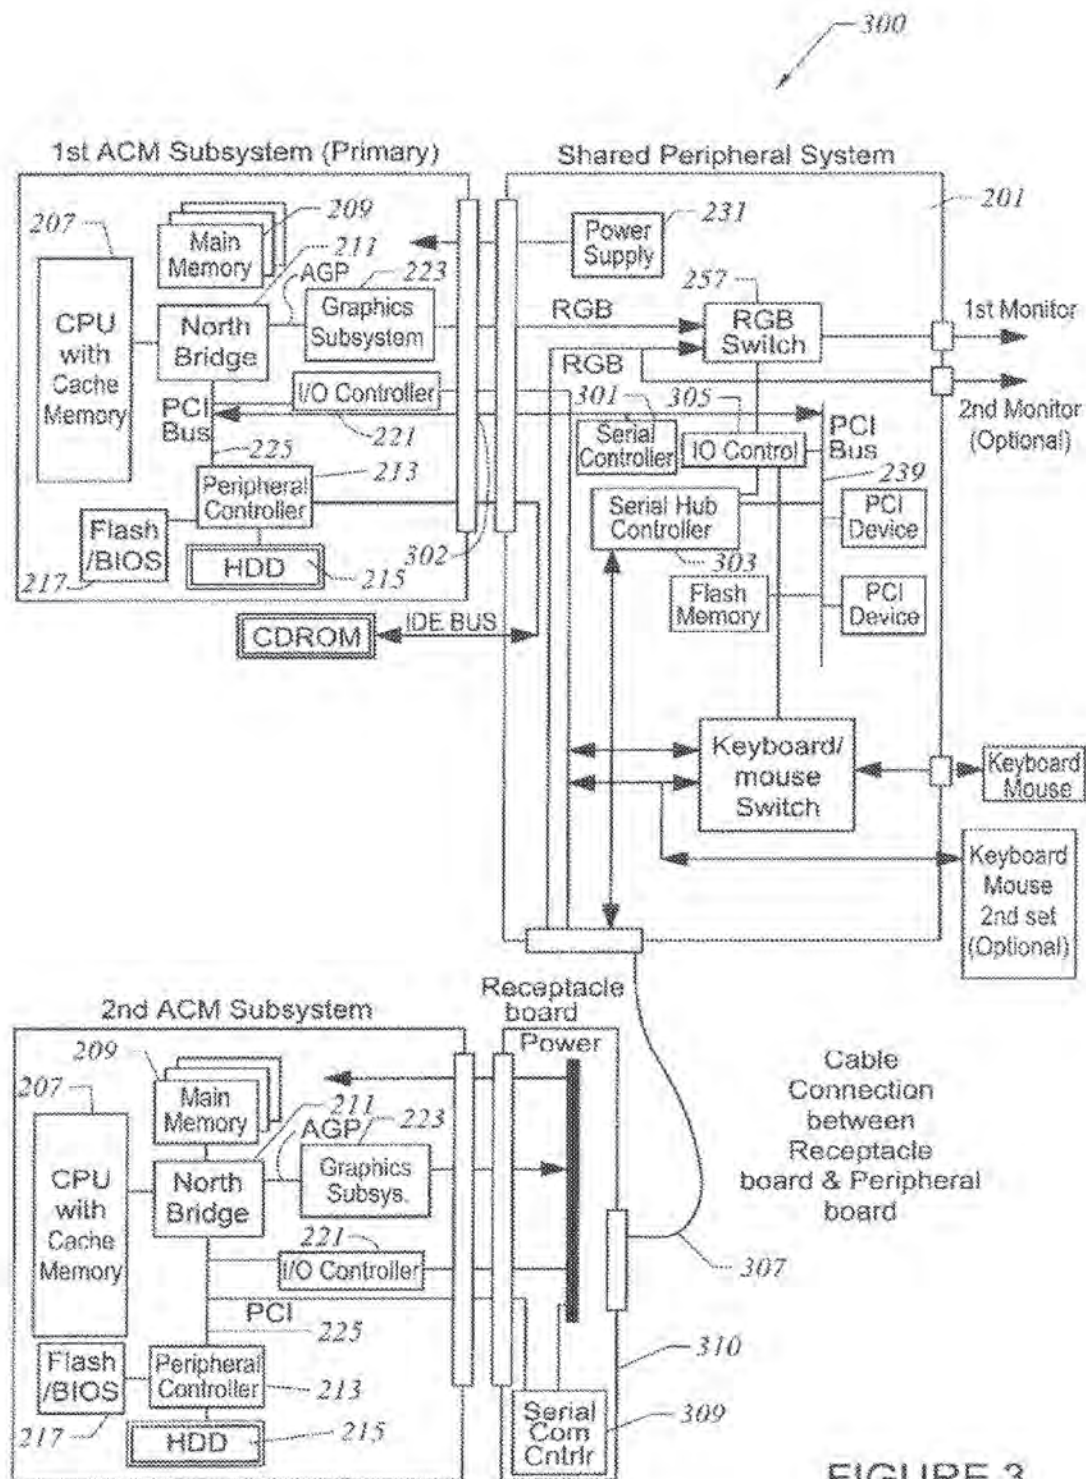 300
1st ACM Subsystem (Primary)
Shared Peripheral System
201
207
209
211
223
231
257
Main
Memory
AGP
Graphics
Subsystem
CPU
with
Cache
Memory
North
Bridge
Power
Supply
RGB
RGB
RGB
Switch
1st Monitor
2nd Monitor
(Optional)
I/O Controller
PCI
Bus
221
225
213
301
305
Serial
Controller
IO Control
PCI
Bus
239
Peripheral
Controller
Flash
/BIOS
217
HDD
215
302
Serial Hub
Controller
303
PCI
Device
Flash
Memory
PCI
Device
CDROM
IDE BUS
Keyboard/
mouse
Switch
Keyboard
Mouse
Keyboard
Mouse
2nd set
(Optional)
2nd ACM Subsystem
Receptacle
board
Power
209
207
Main
Memory
211
223
AGP
CPU
with
Cache
Memory
North
Bridge
Graphics
Subsys.
221
I/O Controller
PCI
225
Flash
/BIOS
217
Peripheral
Controller
213
HDD
215
Serial
Com
Cntrlr
309
310
307
Cable
Connection
between
Receptacle
board & Peripheral
board
FIGURE 3